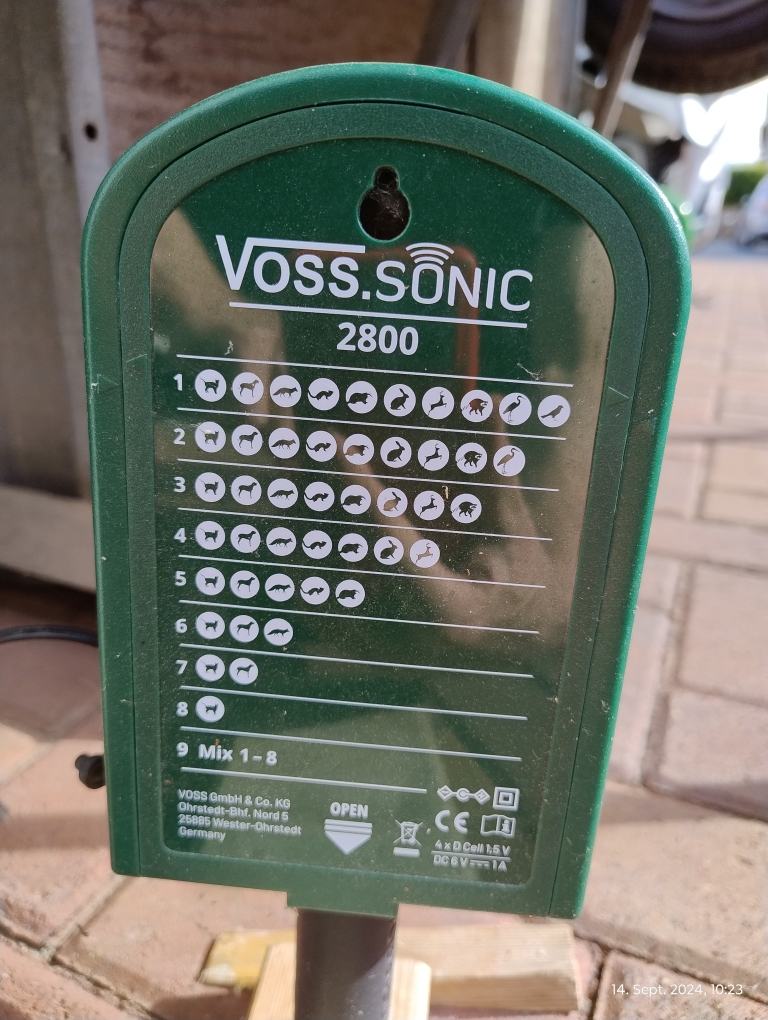 VOSS.SONIC
2800
1
2
3
4
5
6
7
8
9 Mix 1-8
VOSS GmbH & Co. KG
Ohrstedt-Bhf. Nord 5
25885 Wester-Ohrstedt
Germany
OPEN
CE
4 x D Cell 1,5 V
DC 6 V 1A
14. Sept. 2024, 10:23